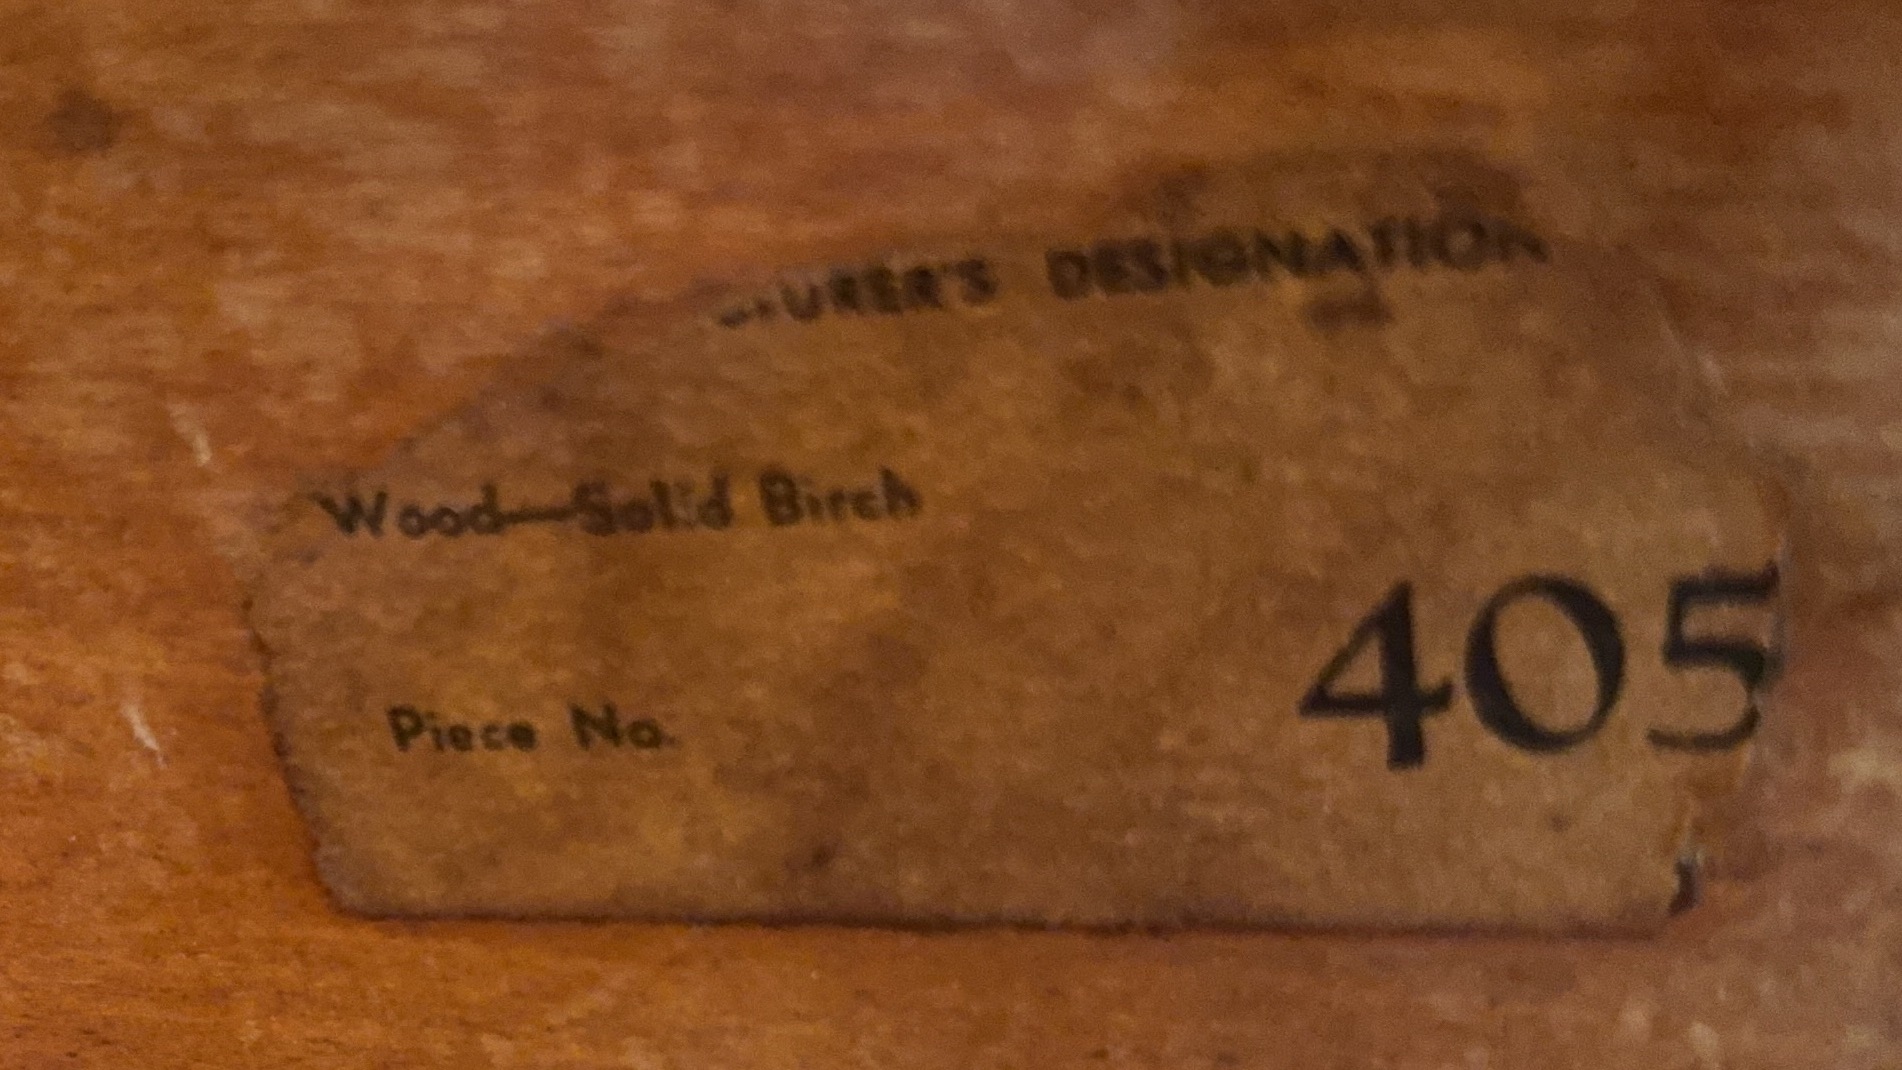 URER'S DESIGNATION
Wood—Solid Birch
405
Piece No.